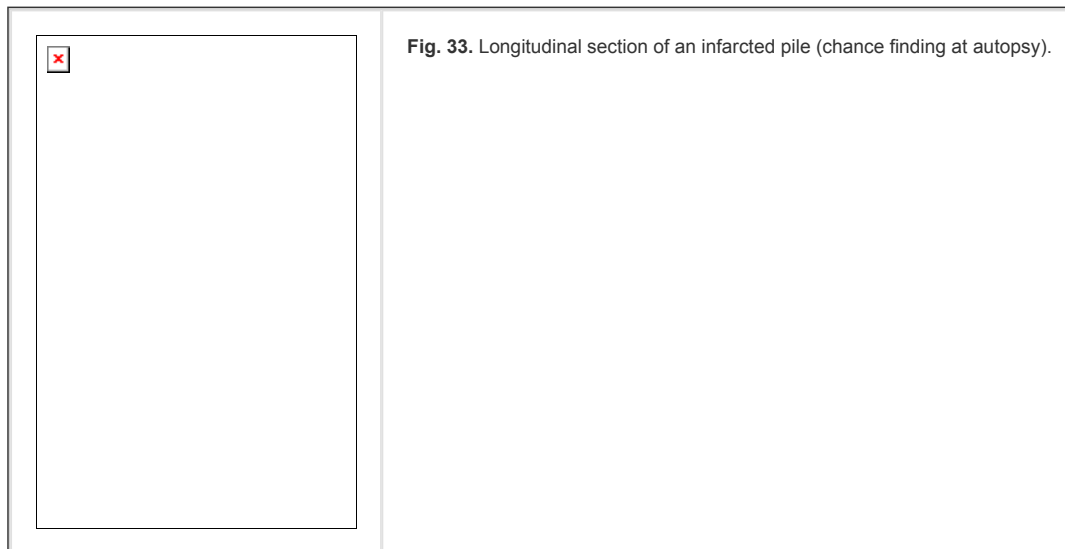 Fig. 33. Longitudinal section of an infarcted pile (chance finding at autopsy).